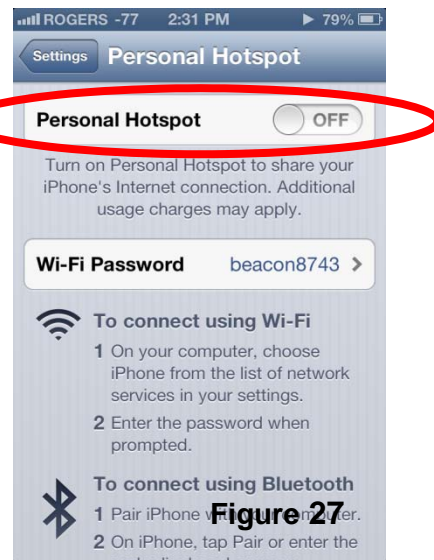 ROGERS -77 2:31 PM 79%
Settings Personal Hotspot
Personal Hotspot OFF
Turn on Personal Hotspot to share your
iPhone's Internet connection. Additional
usage charges may apply.
Wi-Fi Password beacon8743
To connect using Wi-Fi
1 On your computer, choose
iPhone from the list of network
services in your settings.
2 Enter the password when
prompted.
To connect using Bluetooth
1 Pair iPhone with your computer.
Figure 27
2 On iPhone, tap Pair or enter the